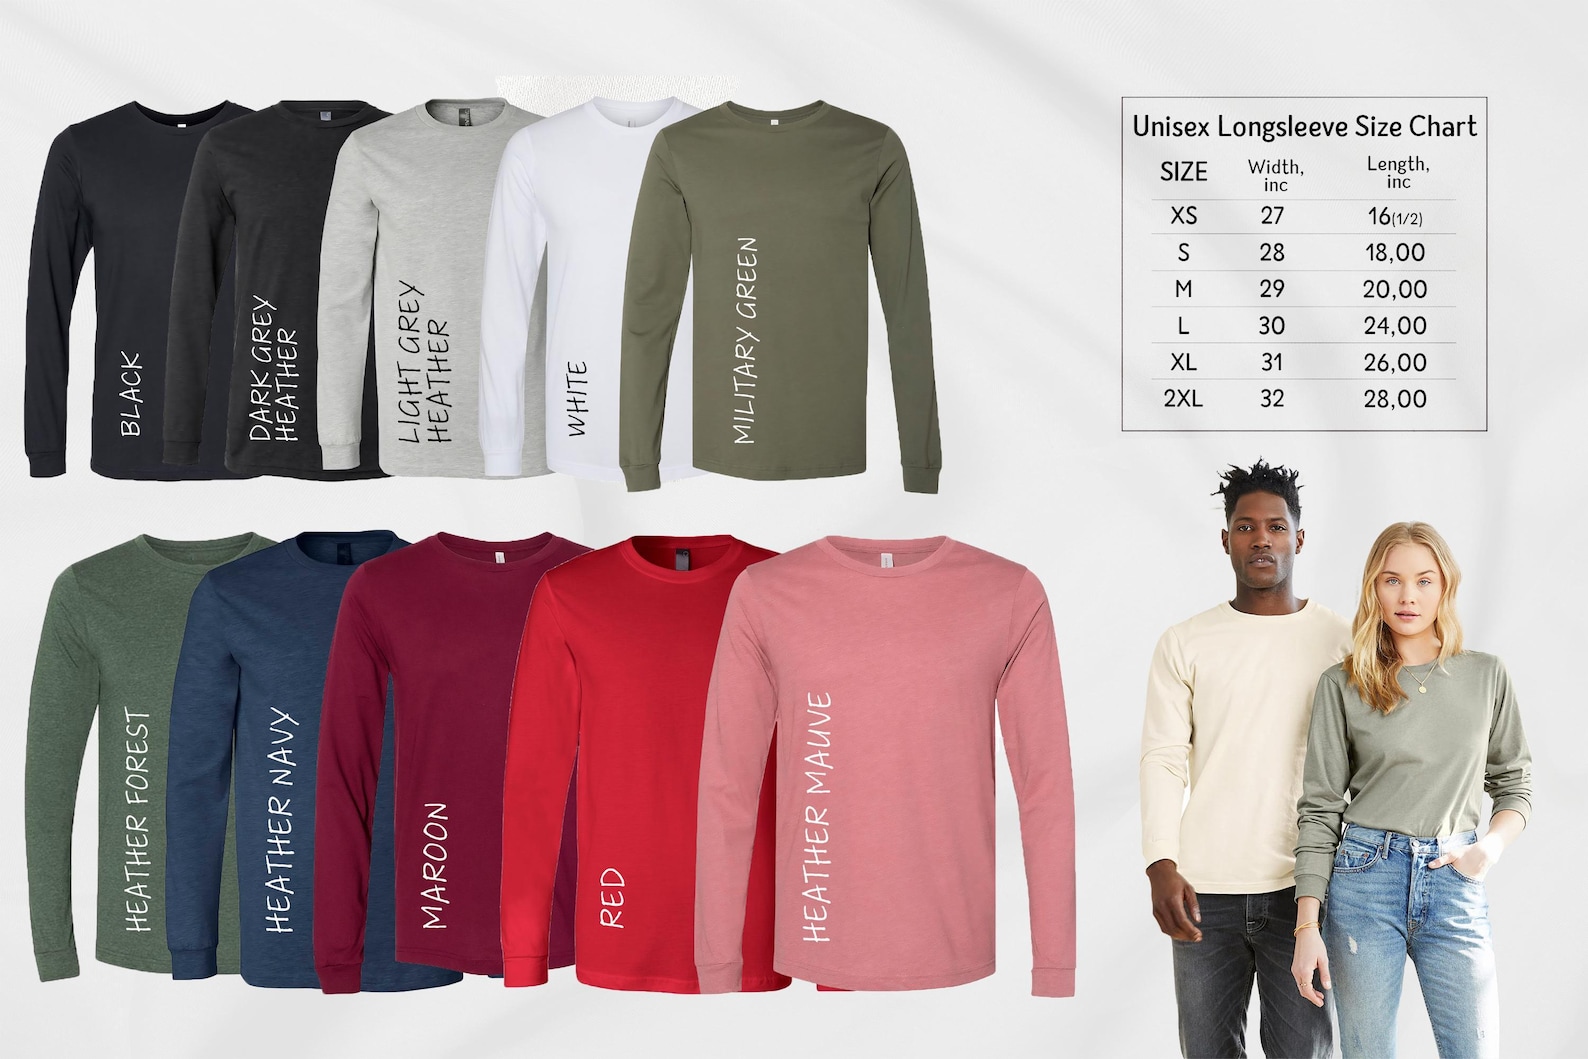 BLACK
DARK GREY
HEATHER
LIGHT GREY
HEATHER
WHITE
MILITARY GREEN
HEATHER FOREST
HEATHER NAVY
MAROON
RED
HEATHER MAUVE
Unisex Longsleeve Size Chart
SIZE Width, inc Length, inc
XS 27 16(1/2)
S 28 18,00
M 29 20,00
L 30 24,00
XL 31 26,00
2XL 32 28,00